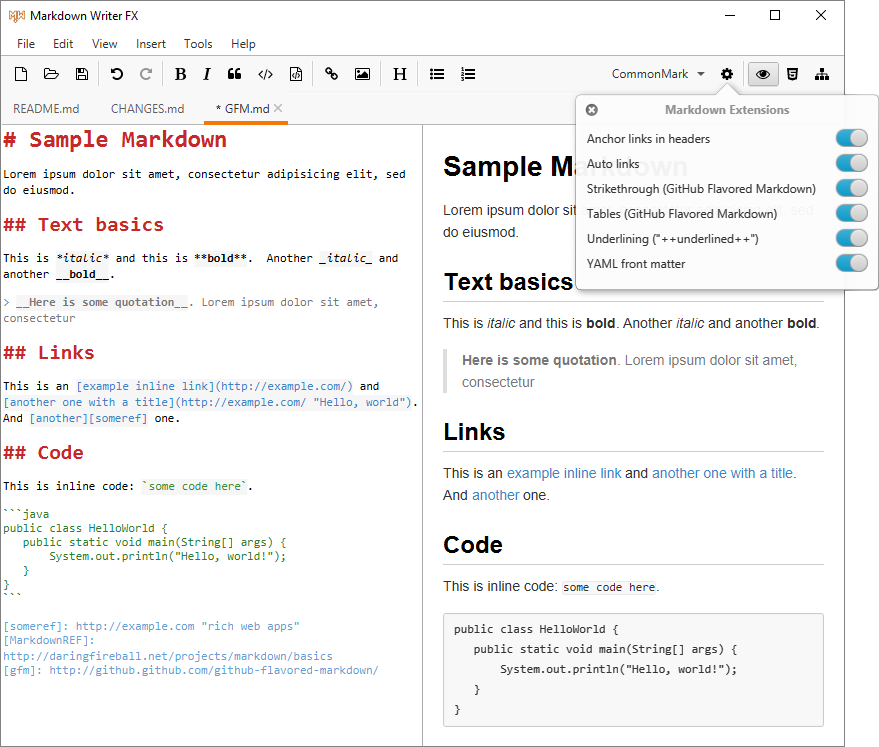 Markdown Writer FX
File Edit View Insert Tools Help
B I H CommonMark
README.md CHANGES.md * GFM.md
# Sample Markdown
Lorem ipsum dolor sit amet, consectetur adipisicing elit, sed
do eiusmod.
## Text basics
This is *italic* and this is **bold**.  Another _italic_ and
another __bold__.
> __Here is some quotation__. Lorem ipsum dolor sit amet,
consectetur
## Links
This is an [example inline link](http://example.com/) and
[another one with a title](http://example.com/ "Hello, world").
And [another][someref] one.
## Code
This is inline code: `some code here`.
```java
public class HelloWorld {
   public static void main(String[] args) {
       System.out.println("Hello, world!");
   }
}
```
[someref]: http://example.com "rich web apps"
[MarkdownREF]:
http://daringfireball.net/projects/markdown/basics
[gfm]: http://github.github.com/github-flavored-markdown/
Markdown Extensions
Anchor links in headers
Auto links
Strikethrough (GitHub Flavored Markdown)
Tables (GitHub Flavored Markdown)
Underlining ("++underlined++")
YAML front matter
Sample Markdown
Lorem ipsum dolor sit sed
do eiusmod.
Text basics
This is italic and this is bold. Another italic and another bold.
Here is some quotation. Lorem ipsum dolor sit amet,
consectetur
Links
This is an example inline link and another one with a title.
And another one.
Code
This is inline code: some code here.
public class HelloWorld {
   public static void main(String[] args) {
       System.out.println("Hello, world!");
   }
}